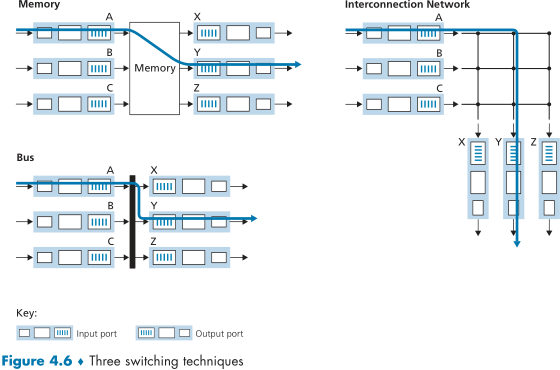 Memory
A
X
B
Memory
Y
C
Z
Interconnection Network
A
B
C
X
Y
Z
Bus
A
X
B
Y
C
Z
Key:
Input port
Output port
Figure 4.6 ♦ Three switching techniques